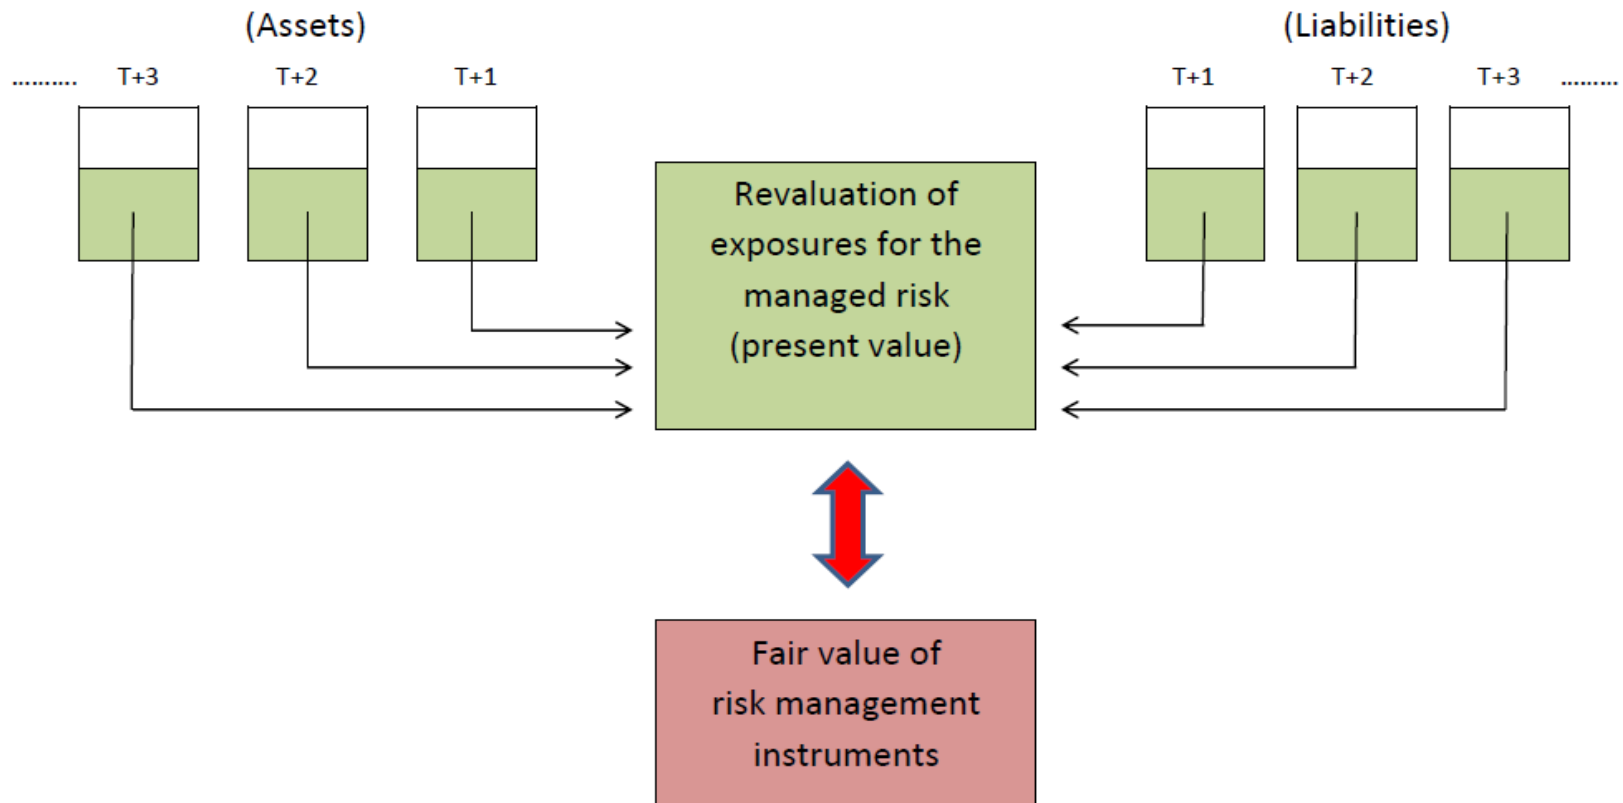 (Assets)
(Liabilities)
.......... T+3 T+2 T+1
T+1 T+2 T+3 .........
Revaluation of
exposures for the
managed risk
(present value)
Fair value of
risk management
instruments